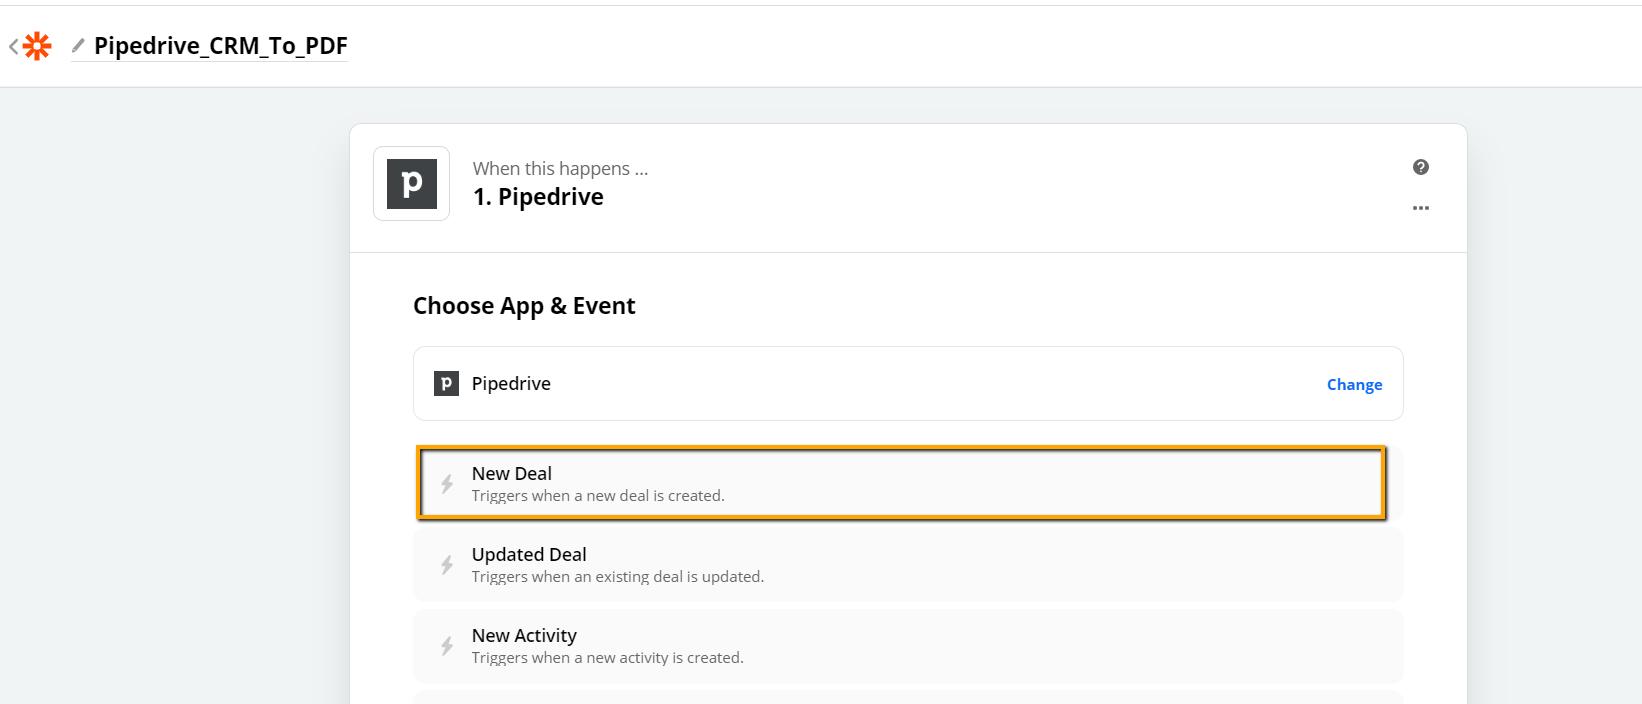 Pipedrive_CRM_To_PDF
When this happens ...
1. Pipedrive
Choose App & Event
Pipedrive
Change
New Deal
Triggers when a new deal is created.
Updated Deal
Triggers when an existing deal is updated.
New Activity
Triggers when a new activity is created.